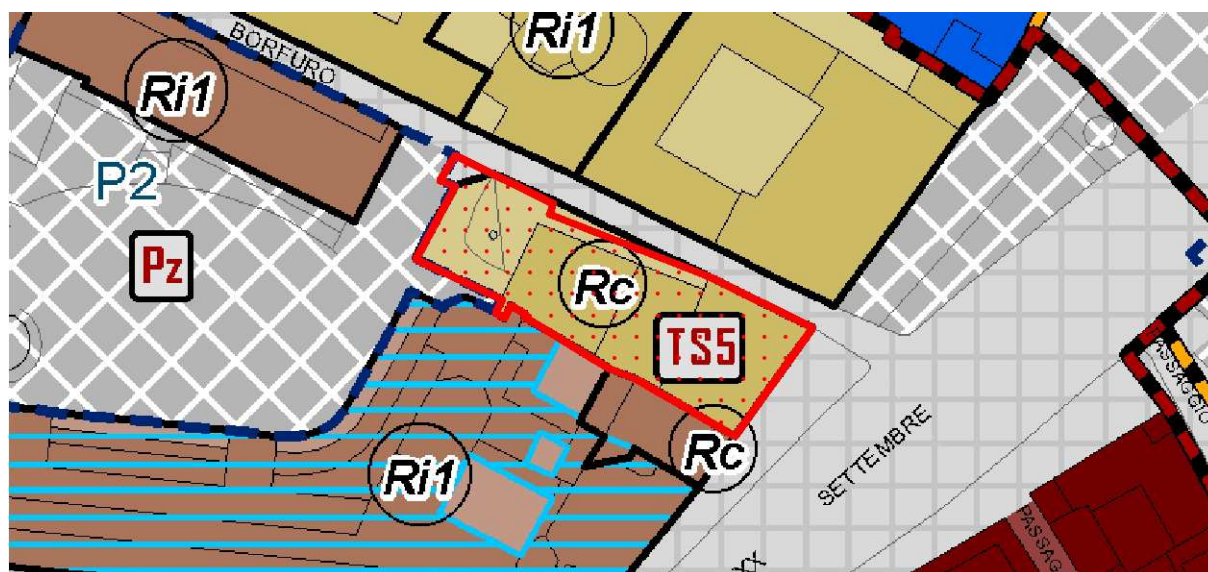 Ri1
BORFURO
Ri1
P2
Pz
Rc
TS5
PASSAGGIO
Rc
Ri1
SETTEMBRE
XX
PASSAG